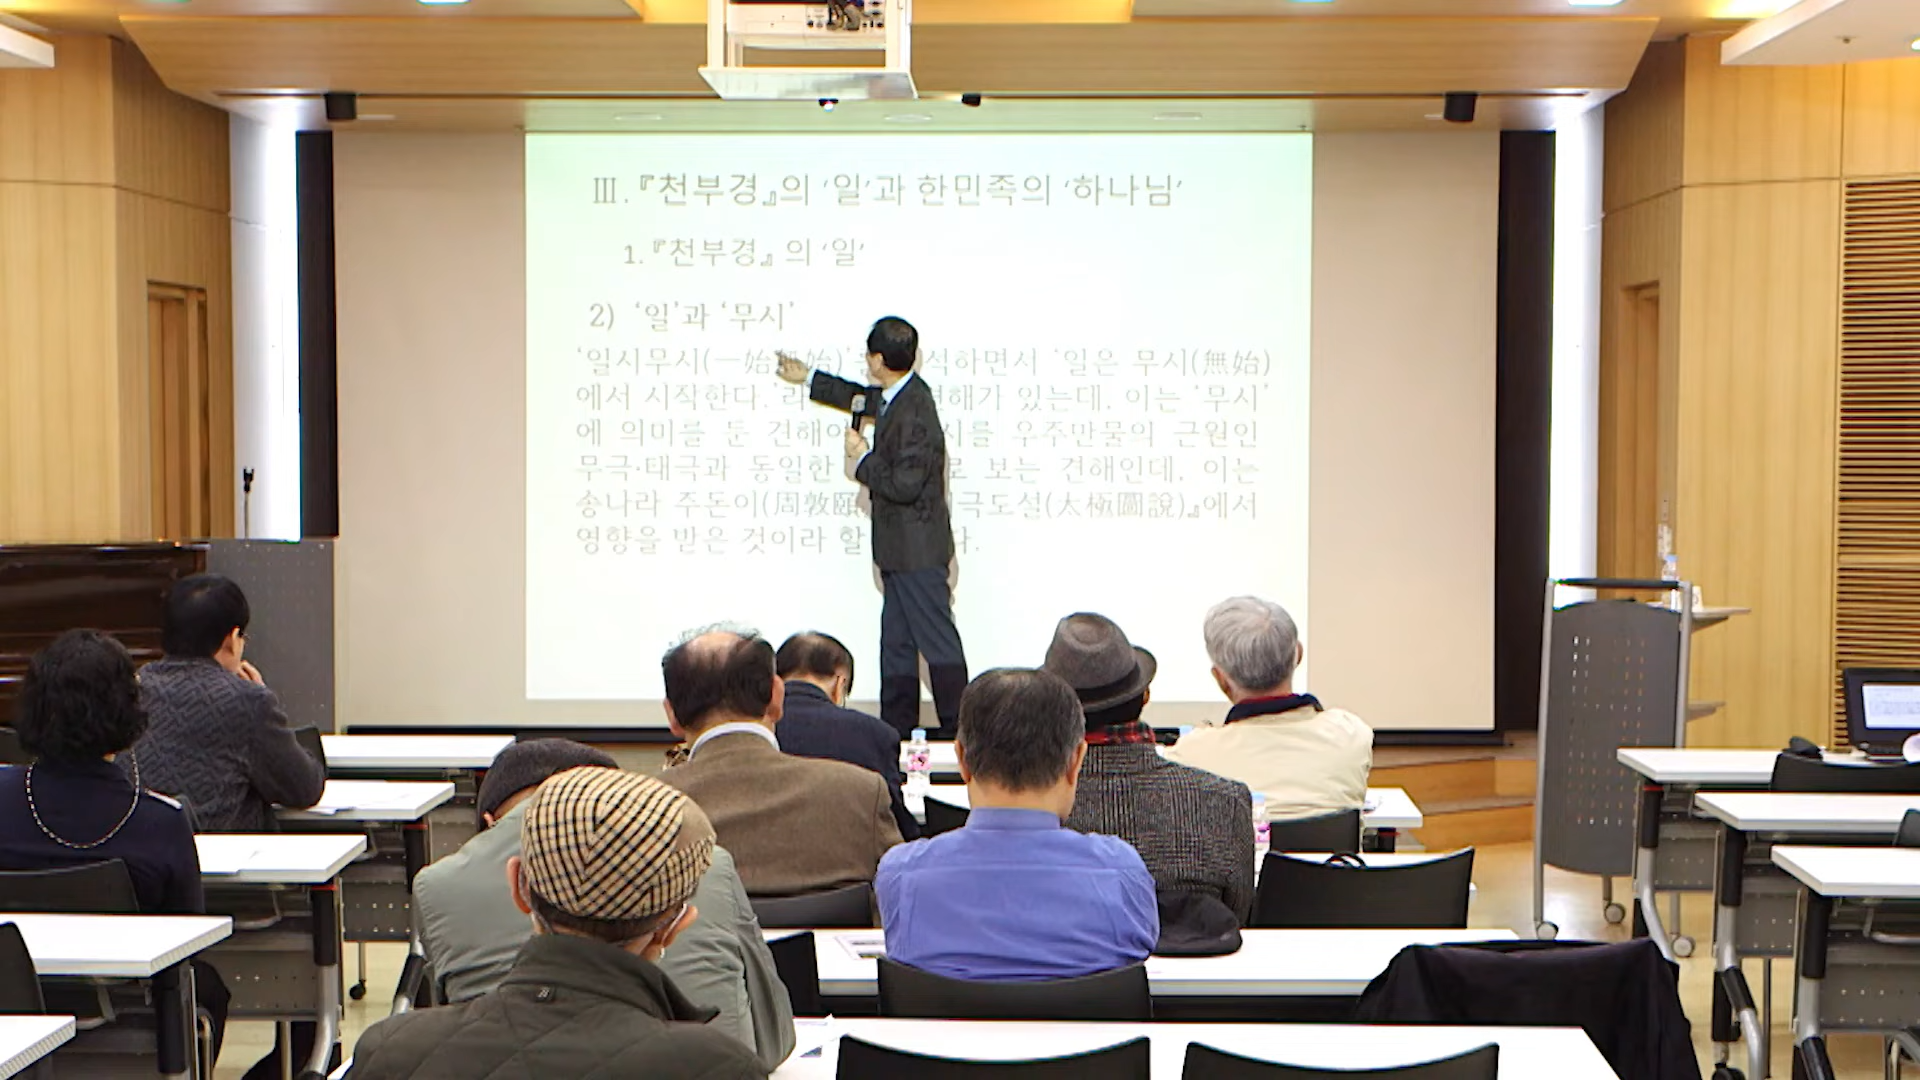 Ⅲ. 『천부경』의 ‘일’과 한민족의 ‘하나님’
1. 『천부경』 의 ‘일’
2) ‘일’과 ‘무시’
‘일시무시(一始無始)’ 석하면서 ‘일은 무시(無始)
에서 시작한다.’ 견해가 있는데, 이는 ‘무시’
에 의미를 둔 견해 우주만물의 근원인
무극·태극과 동일한 로 보는 견해인데, 이는
송나라 주돈이(周敦頤 극도설(太極圖說)』에서
영향을 받은 것이라 할 다.